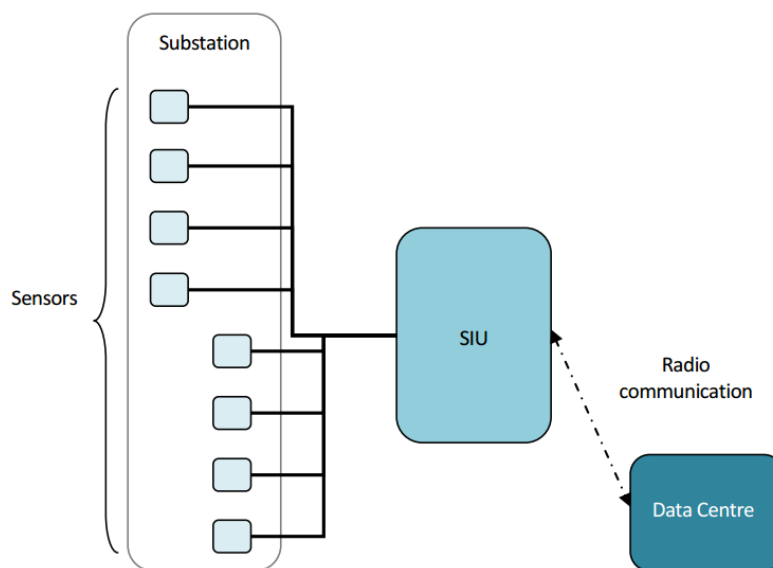 Substation
Sensors
SIU
Radio
communication
Data Centre